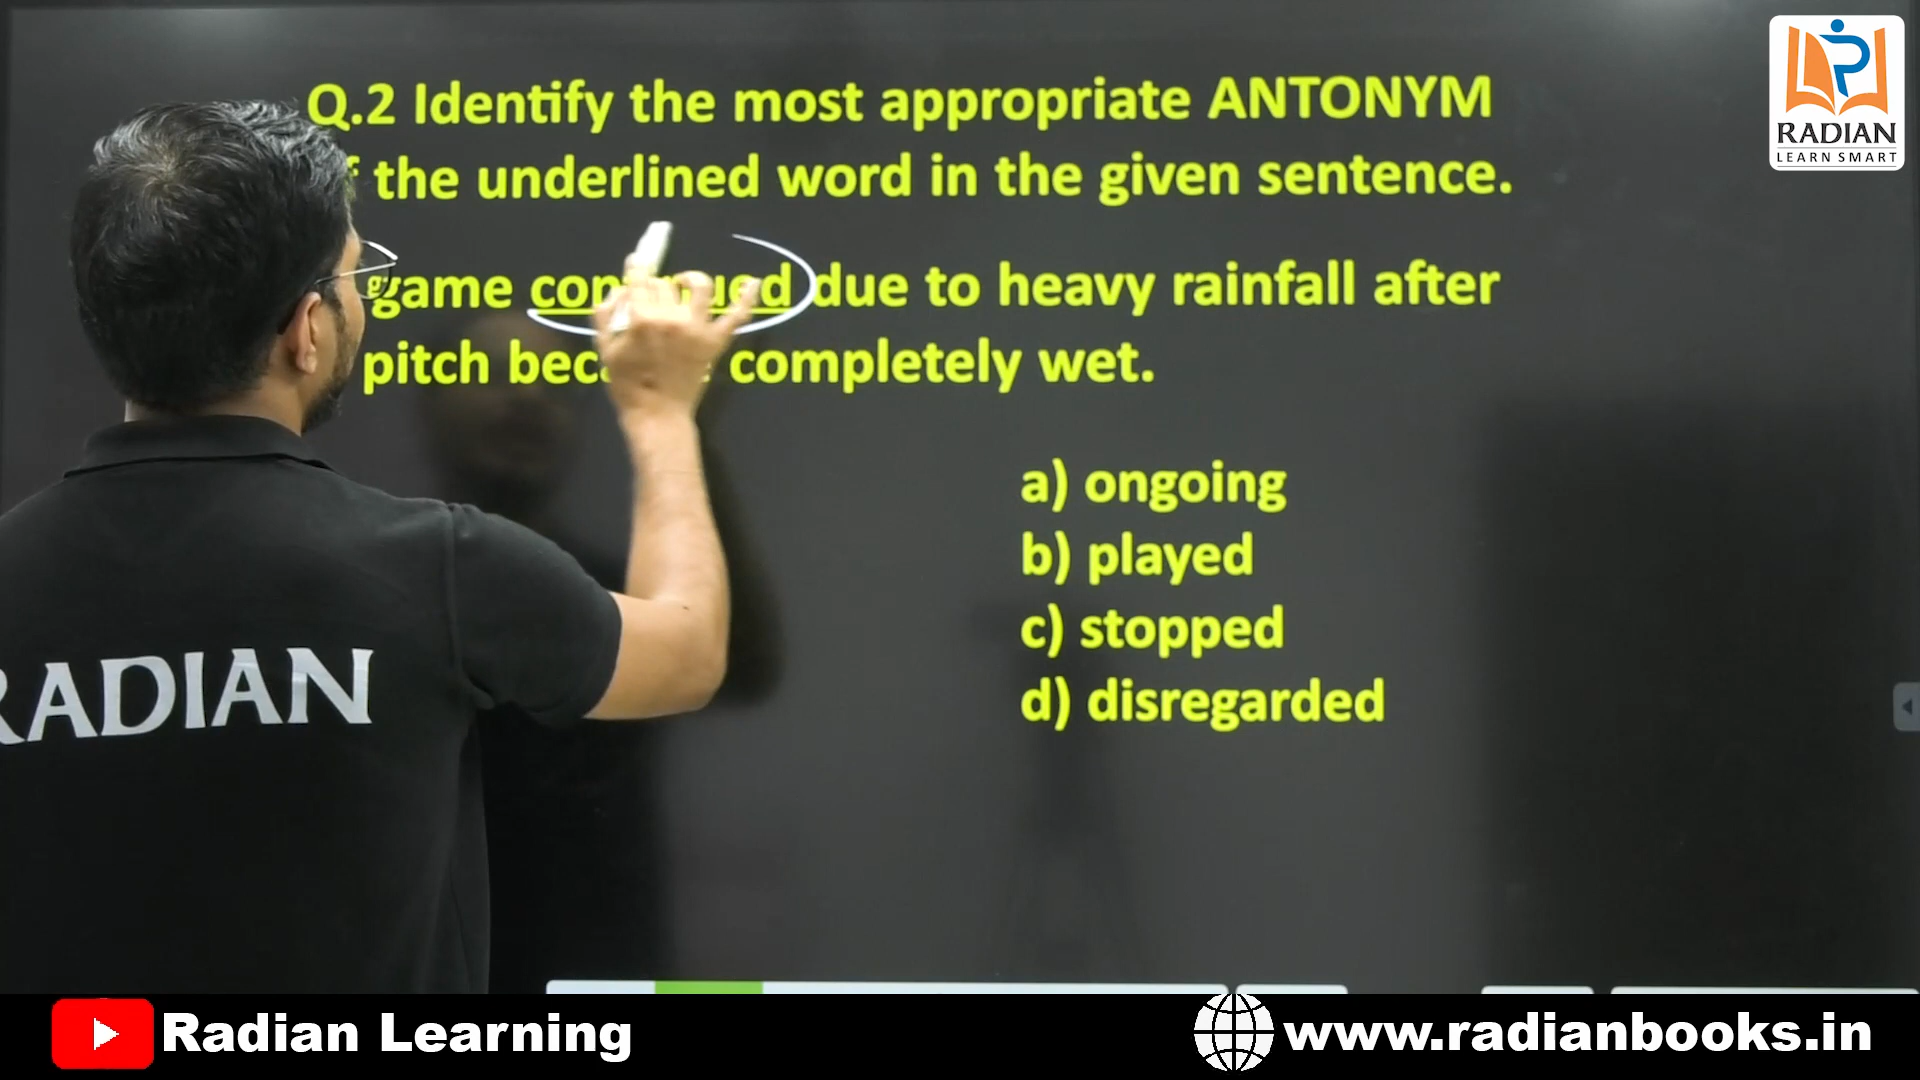 Q.2 Identify the most appropriate ANTONYM
the underlined word in the given sentence.
game continued due to heavy rainfall after
pitch completely wet.
a) ongoing
b) played
c) stopped
d) disregarded
RADIAN
LEARN SMART
RADIAN
Radian Learning
www.radianbooks.in